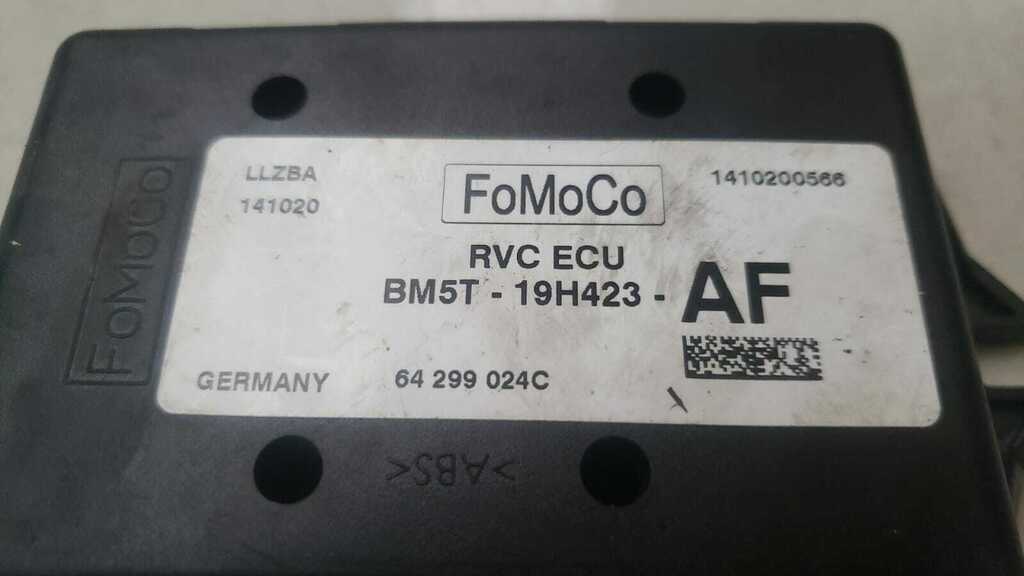 LLZBA
141020
FoMoCo
1410200566
RVC ECU
BM5T - 19H423 - AF
GERMANY
64 299 024C
FoMoCo
>ABS<